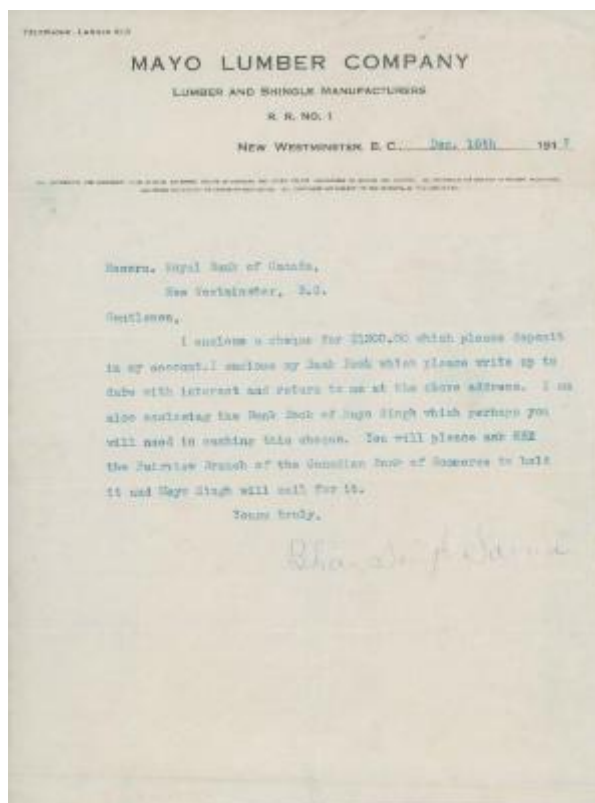 MAYO LUMBER COMPANY
LUMBER AND SHINGLE MANUFACTURERS
R. R. NO. 1
NEW WESTMINSTER, B. C. Dec. 16th 191
Messrs. Royal Bank of Canada,
New Westminster, B.C.
Gentlemen,
I enclose a cheque for which please deposit
in my account. I enclose my Bank Book which please write up to
date with interest and return to me at the above address. I am
also enclosing the Bank Book of Mayo Singh which perhaps you
will need in cashing this cheque. You will please ask
the Fairview Branch of the Canadian Bank of Commerce to hold
it and Mayo Singh will call for it.
Yours truly,
Singh